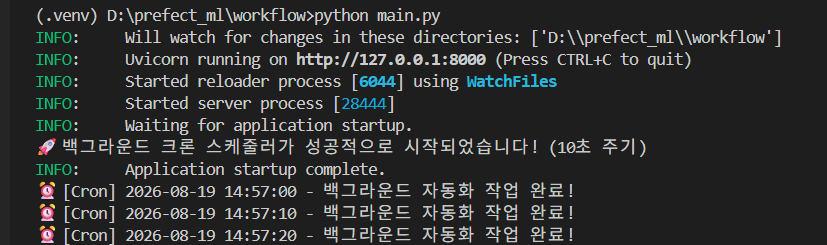 (.venv) D:\prefect_ml\workflow>python main.py
INFO:     Will watch for changes in these directories: ['D:\\prefect_ml\\workflow']
INFO:     Uvicorn running on http://127.0.0.1:8000 (Press CTRL+C to quit)
INFO:     Started reloader process [6044] using WatchFiles
INFO:     Started server process [28444]
INFO:     Waiting for application startup.
🚀 백그라운드 크론 스케줄러가 성공적으로 시작되었습니다! (10초 주기)
INFO:     Application startup complete.
⏰ [Cron] 2026-08-19 14:57:00 - 백그라운드 자동화 작업 완료!
⏰ [Cron] 2026-08-19 14:57:10 - 백그라운드 자동화 작업 완료!
⏰ [Cron] 2026-08-19 14:57:20 - 백그라운드 자동화 작업 완료!